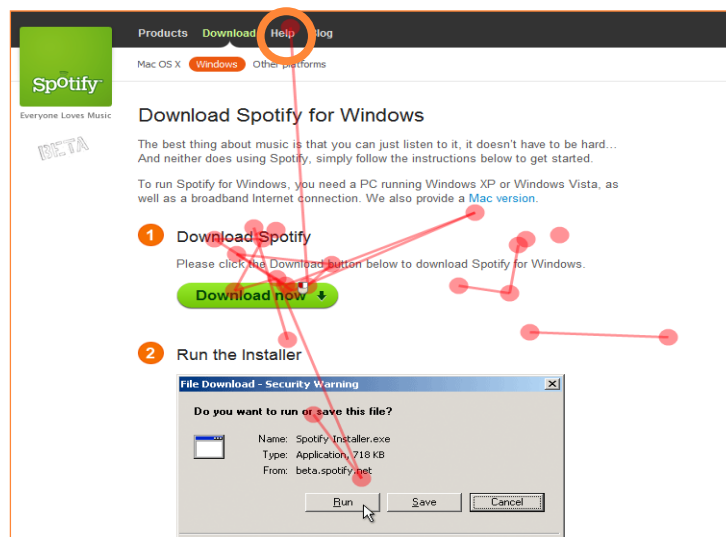 Products Download Help Blog
Mac OS X Windows Other platforms
Spotify
Everyone Loves Music
BETA
Download Spotify for Windows
The best thing about music is that you can just listen to it, it doesn't have to be hard...
And neither does using Spotify, simply follow the instructions below to get started.
To run Spotify for Windows, you need a PC running Windows XP or Windows Vista, as
well as a broadband Internet connection. We also provide a Mac version.
1 Download Spotify
Please click the Download button below to download Spotify for Windows.
Download now
2 Run the Installer
File Download - Security Warning
Do you want to run or save this file?
Name: Spotify Installer.exe
Type: Application, 718 KB
From: beta.spotify.net
Run Save Cancel